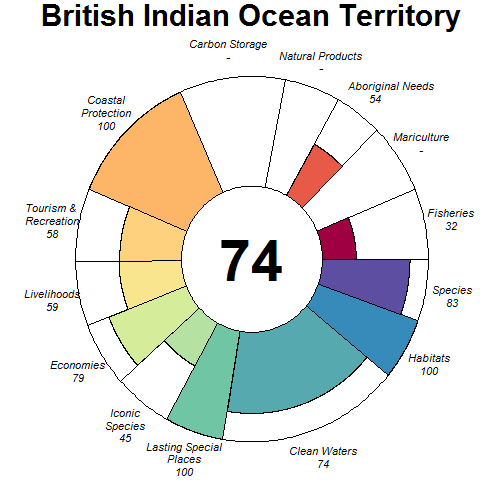 British Indian Ocean Territory
Carbon Storage
-
Natural Products
-
Aboriginal Needs
54
Mariculture
-
Fisheries
32
Species
83
Habitats
100
Clean Waters
74
Lasting Special
Places
100
Iconic
Species
45
Economies
79
Livelihoods
59
Tourism &
Recreation
58
Coastal
Protection
100
74